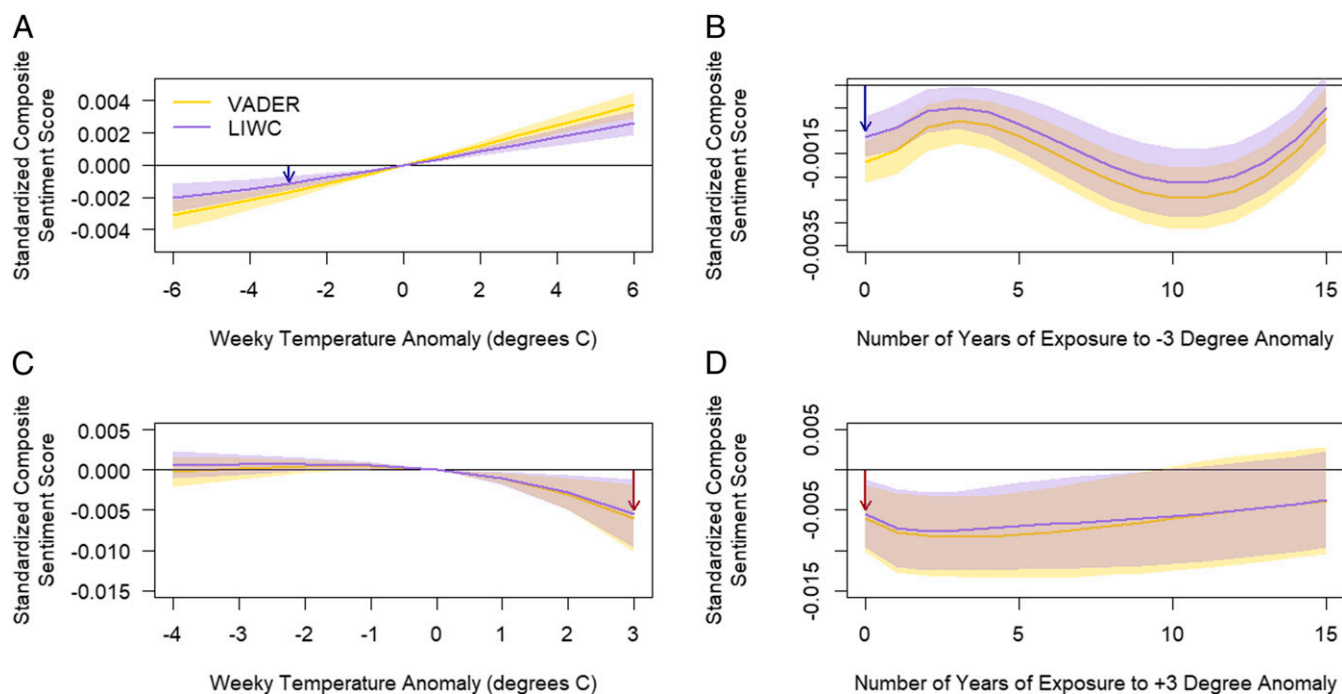 A
Standardized Composite
Sentiment Score
0.004
0.002
0.000
-0.002
-0.004
VADER
LIWC
-6 -4 -2 0 2 4 6
Weeky Temperature Anomaly (degrees C)
B
Standardized Composite
Sentiment Score
-0.0015
-0.0035
0 5 10 15
Number of Years of Exposure to -3 Degree Anomaly
C
Standardized Composite
Sentiment Score
0.005
0.000
-0.005
-0.010
-0.015
-4 -3 -2 -1 0 1 2 3
Weeky Temperature Anomaly (degrees C)
D
Standardized Composite
Sentiment Score
0.005
-0.005
-0.015
0 5 10 15
Number of Years of Exposure to +3 Degree Anomaly